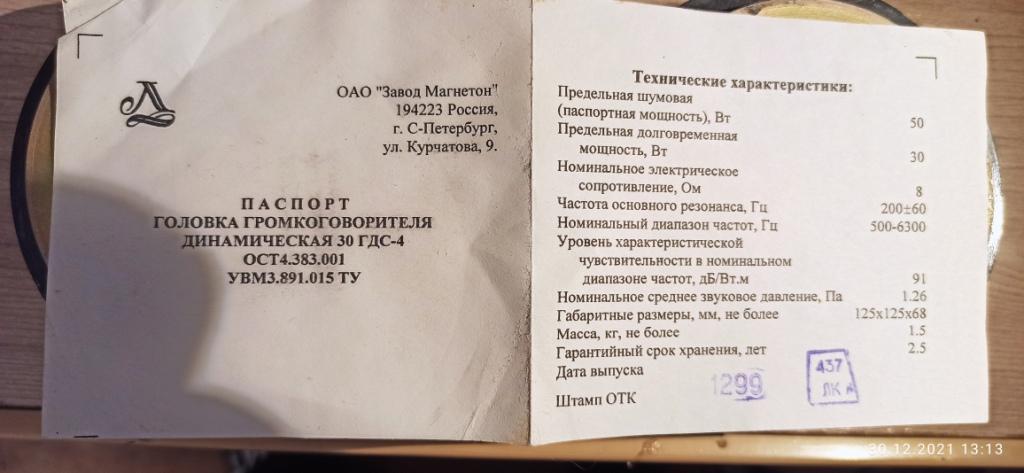 ОАО "Завод Магнетон"
194223 Россия,
г. С-Петербург,
ул. Курчатова, 9.
ПАСПОРТ
ГОЛОВКА ГРОМКОГОВОРИТЕЛЯ
ДИНАМИЧЕСКАЯ 30 ГДС-4
ОСТ4.383.001
УВМ3.891.015 ТУ
Технические характеристики:
Предельная шумовая
(паспортная мощность), Вт 50
Предельная долговременная
мощность, Вт 30
Номинальное электрическое
сопротивление, Ом 8
Частота основного резонанса, Гц 200±60
Номинальный диапазон частот, Гц 500-6300
Уровень характеристической
чувствительности в номинальном
диапазоне частот, дБ/Вт.м 91
Номинальное среднее звуковое давление, Па 1.26
Габаритные размеры, мм, не более 125х125х68
Масса, кг, не более 1.5
Гарантийный срок хранения, лет 2.5
Дата выпуска 1299
Штамп ОТК 437
ЛК
30.12.2021 13:13